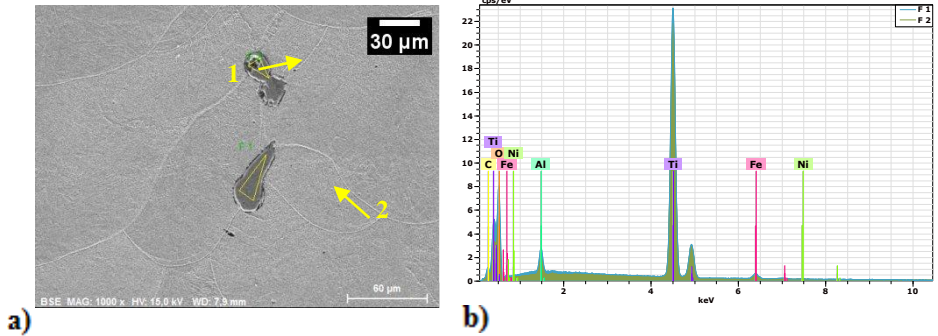 30 µm
1
F 1
2
BSE MAG: 1000 x HV: 15,0 kV WD: 7,9 mm
60 µm
a)
cps/eV
F 1
F 2
22
20
18
16
14
12
10
8
6
4
2
0
Ti
O Ni
C Fe Al Ti Fe Ni
2 4 6 8 10
keV
b)